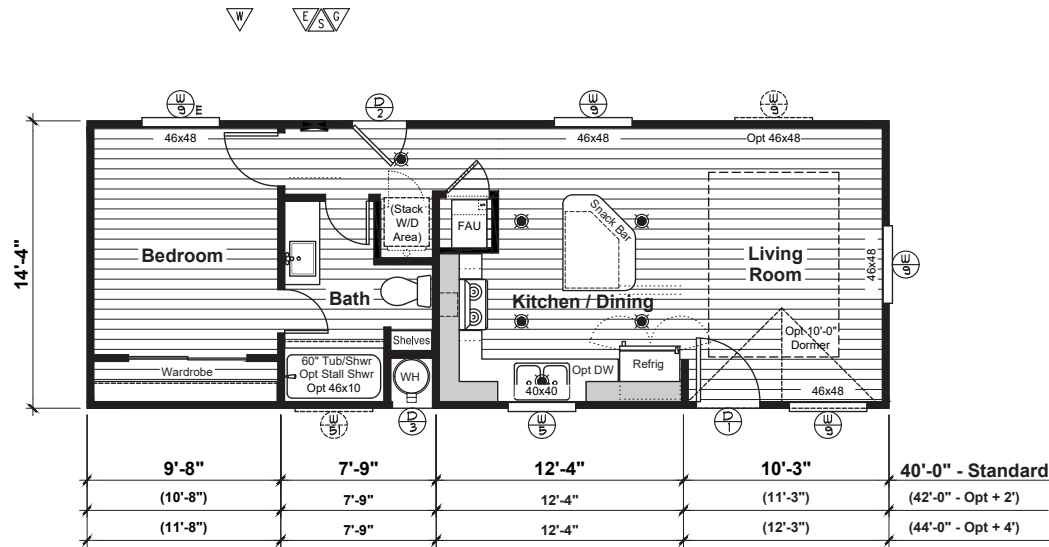 W E S G
W 9 E D 2 W 9 W 9
46x48 46x48 Opt 46x48
(Stack
W/D
Area)
FAU
Snack Bar
Bedroom
Living
Room
46x48
W 9
14'-4"
Bath
Kitchen / Dining
Shelves
Opt 10'-0"
Dormer
Wardrobe
60" Tub/Shwr
Opt Stall Shwr
Opt 46x10
WH
40x40
Opt DW
Refrig
46x48
W 51 D 3 W 5 D 1 W 9
9'-8" 7'-9" 12'-4" 10'-3" 40'-0" - Standard
(10'-8") 7'-9" 12'-4" (11'-3") (42'-0" - Opt + 2')
(11'-8") 7'-9" 12'-4" (12'-3") (44'-0" - Opt + 4')